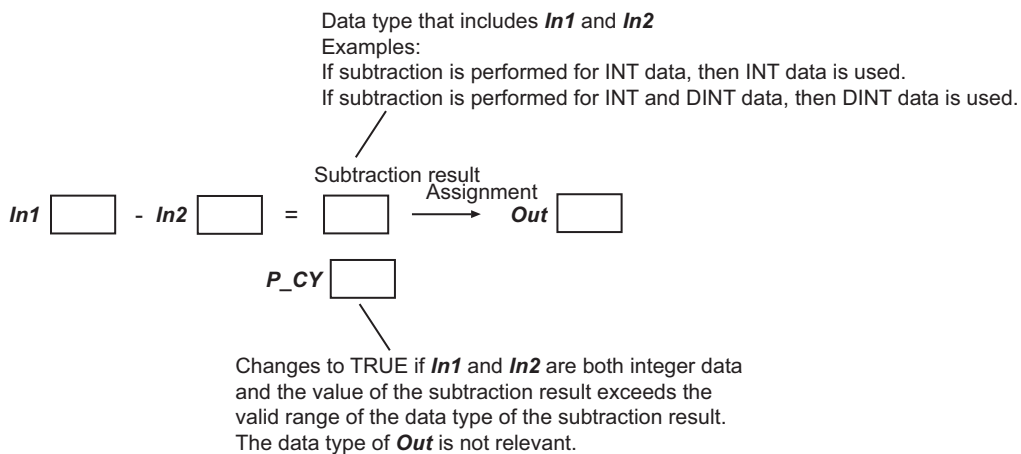 Data type that includes In1 and In2
Examples:
If subtraction is performed for INT data, then INT data is used.
If subtraction is performed for INT and DINT data, then DINT data is used.
Subtraction result
Assignment
In1 - In2 = Out
P_CY
Changes to TRUE if In1 and In2 are both integer data
and the value of the subtraction result exceeds the
valid range of the data type of the subtraction result.
The data type of Out is not relevant.